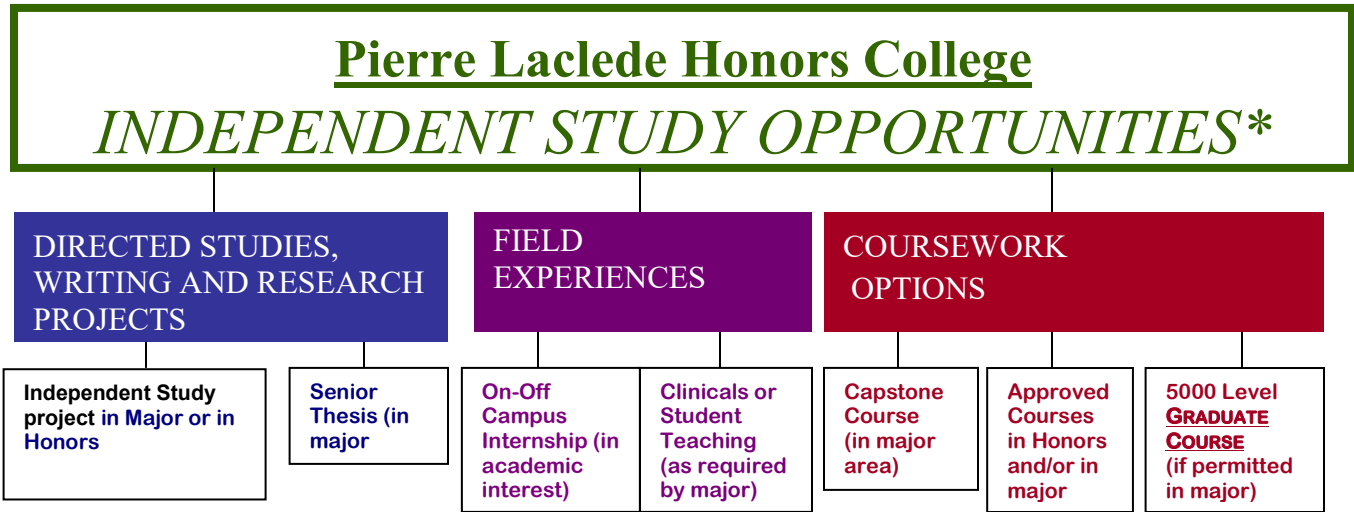 Pierre Laclede Honors College
INDEPENDENT STUDY OPPORTUNITIES*
DIRECTED STUDIES,
WRITING AND RESEARCH
PROJECTS
FIELD
EXPERIENCES
COURSEWORK
OPTIONS
Independent Study
project in Major or in
Honors
Senior
Thesis (in
major
On-Off
Campus
Internship (in
academic
interest)
Clinicals or
Student
Teaching
(as required
by major)
Capstone
Course
(in major
area)
Approved
Courses
in Honors
and/or in
major
5000 Level
GRADUATE
COURSE
(if permitted
in major)